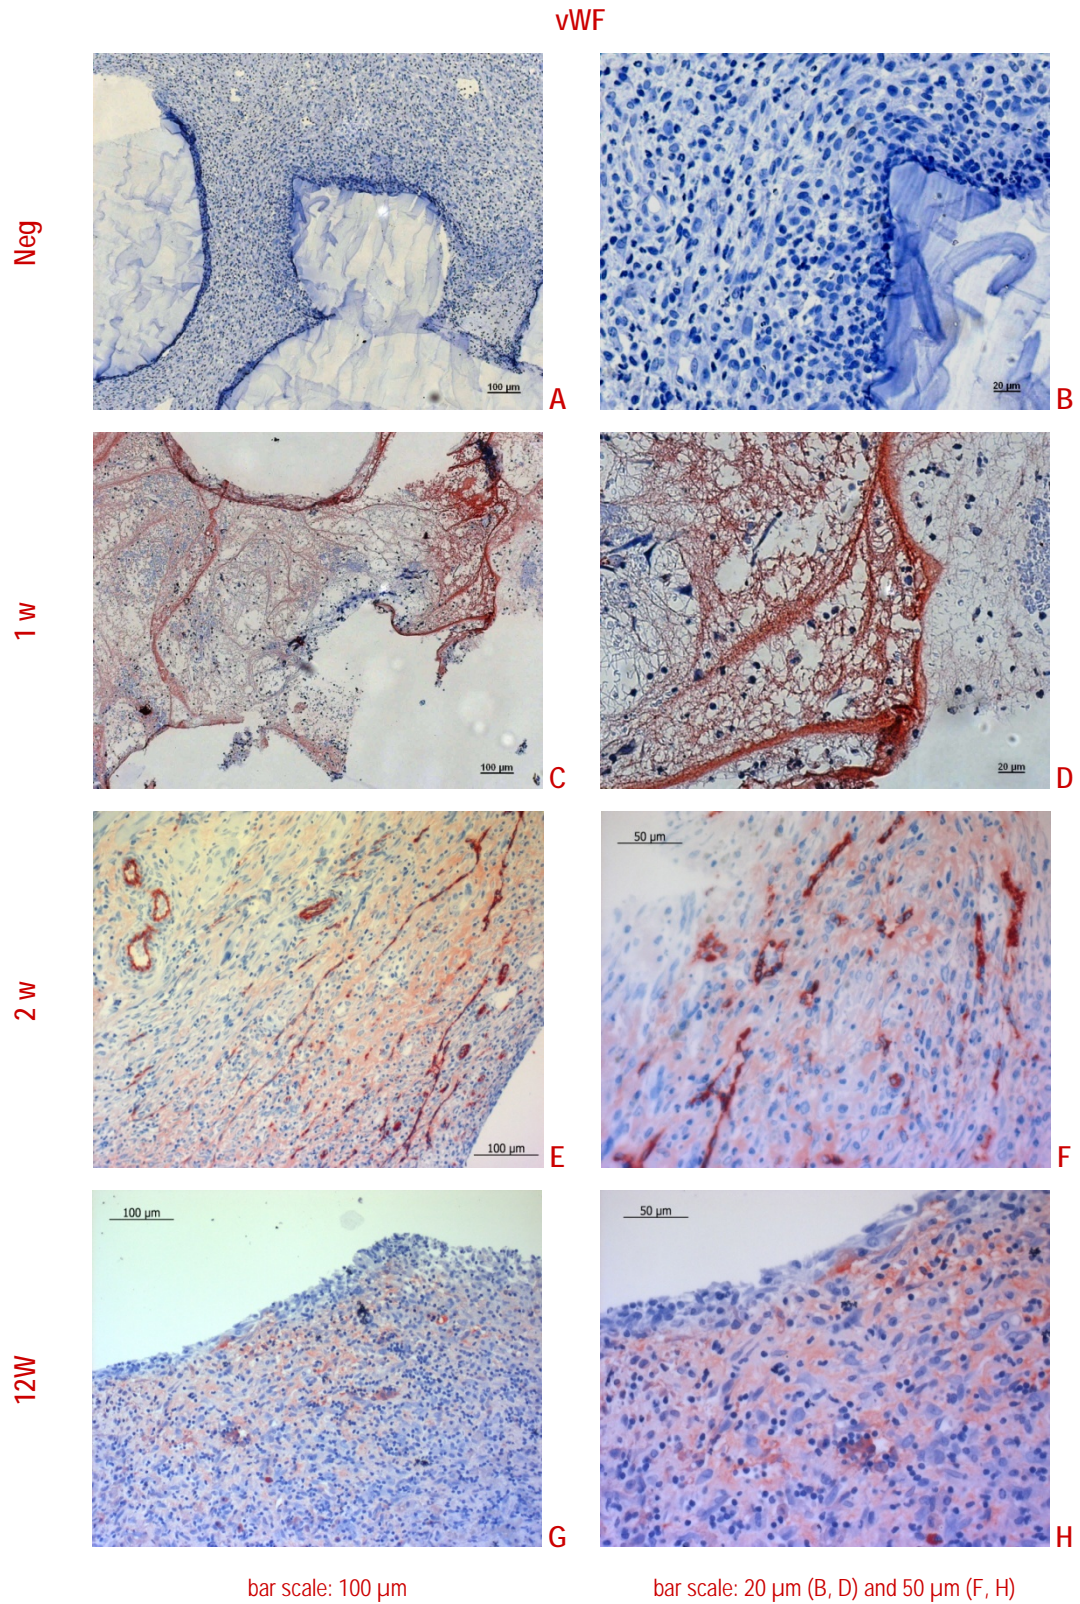 vWF
Neg
100 µm
A
20 µm
B
1 w
100 µm
C
20 µm
D
2 w
100 µm
E
50 µm
F
12W
100 µm
G
50 µm
H
bar scale: 100 µm
bar scale: 20 µm (B, D) and 50 µm (F, H)